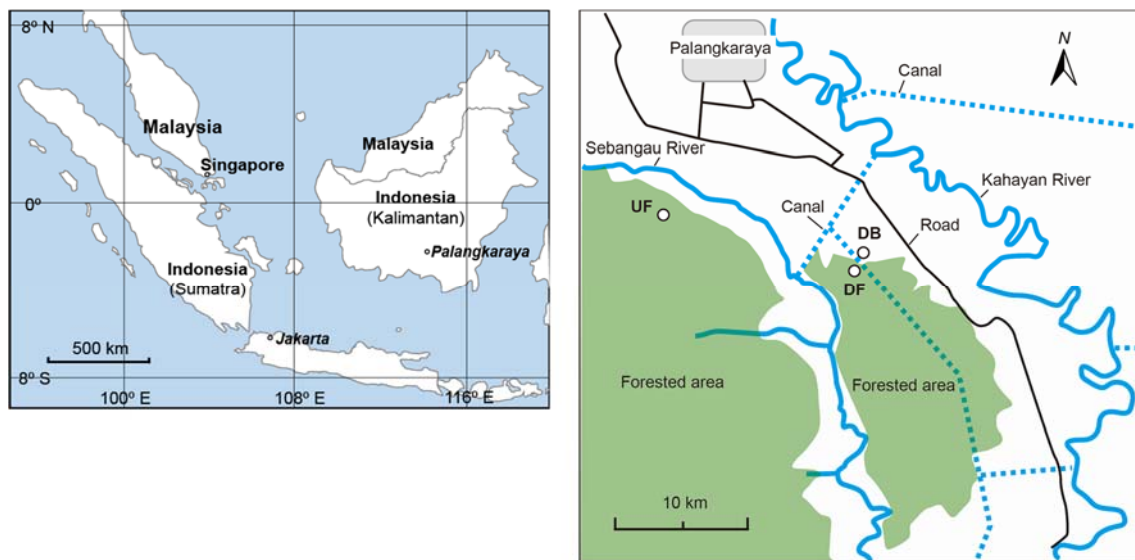 8º N
Malaysia
Singapore
Malaysia
Indonesia
(Kalimantan)
0º
Palangkaraya
Indonesia
(Sumatra)
Jakarta
500 km
8º S
100º E
108º E
116º E
Palangkaraya
N
Canal
Sebangau River
Kahayan River
UF
Canal
DB
Road
DF
Forested area
Forested area
10 km